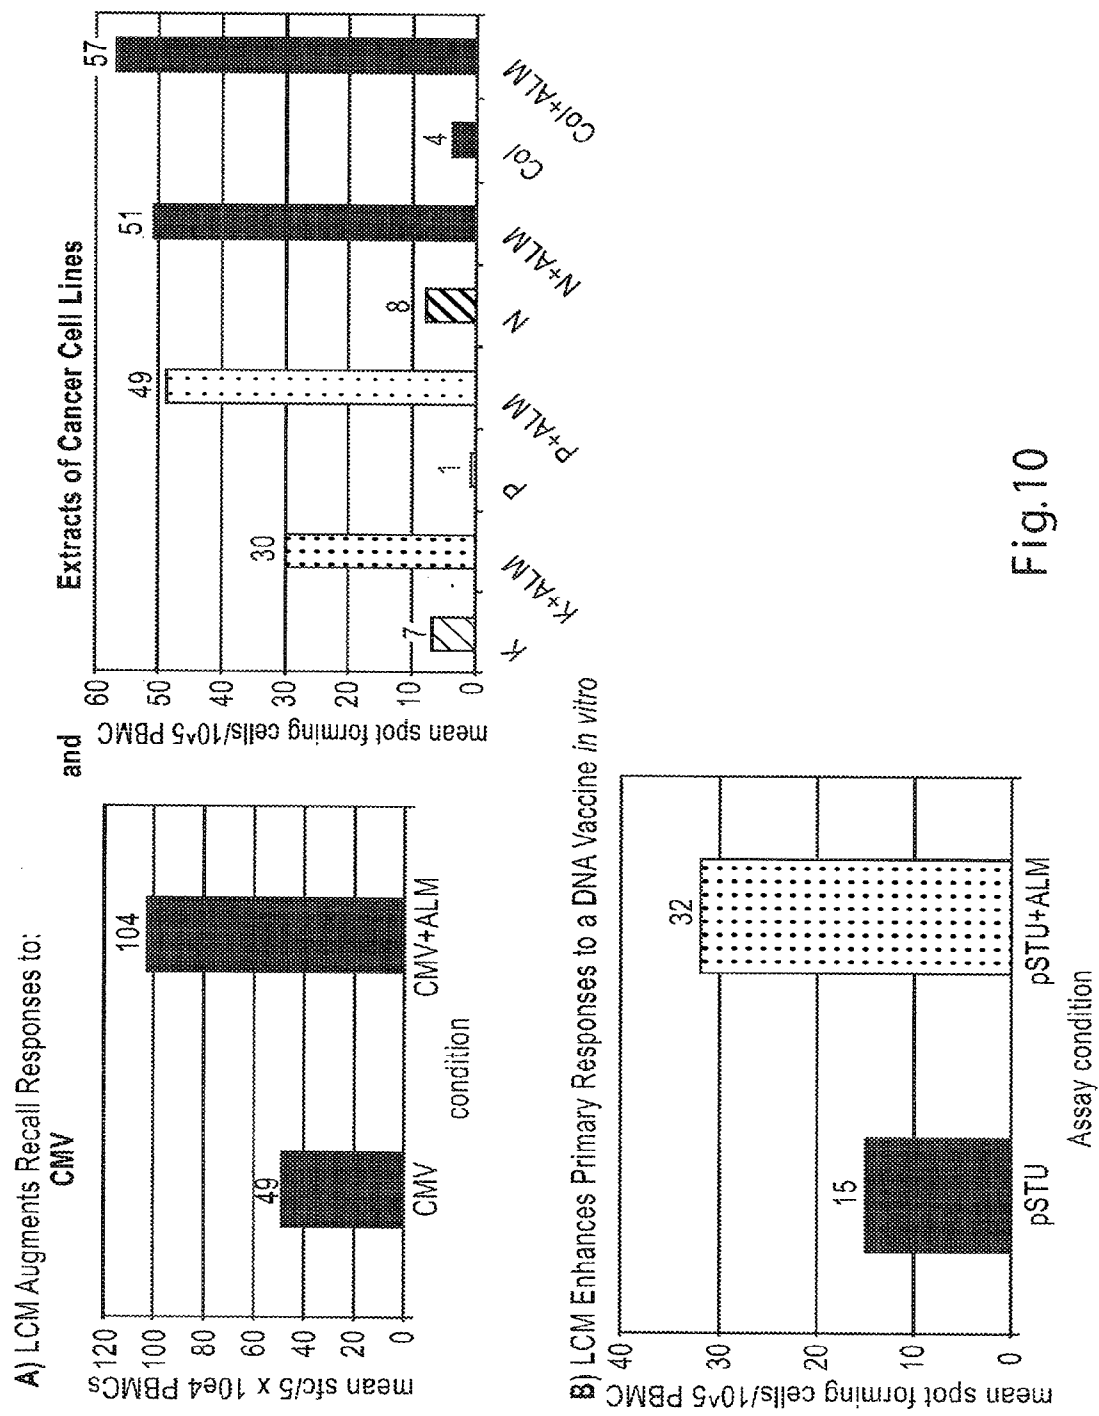 A) LCM Augments Recall Responses to:
CMV
and
Extracts of Cancer Cell Lines
mean sfc/5 x 10e4 PBMCs
120
100
80
60
40
20
0
49
104
CMV
CMV+ALM
condition
mean spot forming cells/10^5 PBMC
60
50
40
30
20
10
0
7
30
1
49
8
51
4
57
K
K+ALM
P
P+ALM
N
N+ALM
Col
Col+ALM
B) LCM Enhances Primary Responses to a DNA Vaccine in vitro
mean spot forming cells/10^5 PBMC
40
30
20
10
0
15
32
pSTU
pSTU+ALM
Assay condition
Fig.10